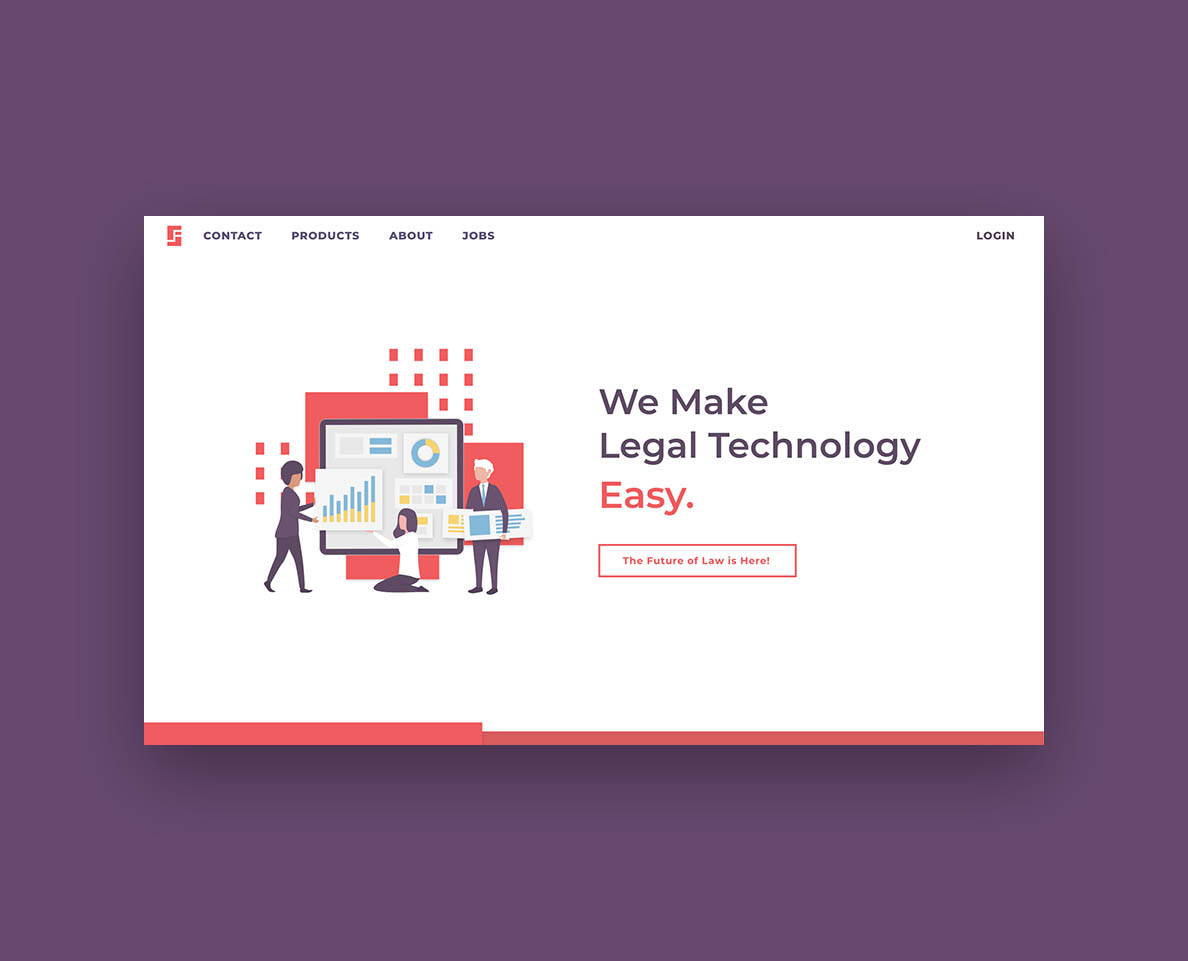 CONTACT PRODUCTS ABOUT JOBS LOGIN
We Make
Legal Technology
Easy.
The Future of Law is Here!